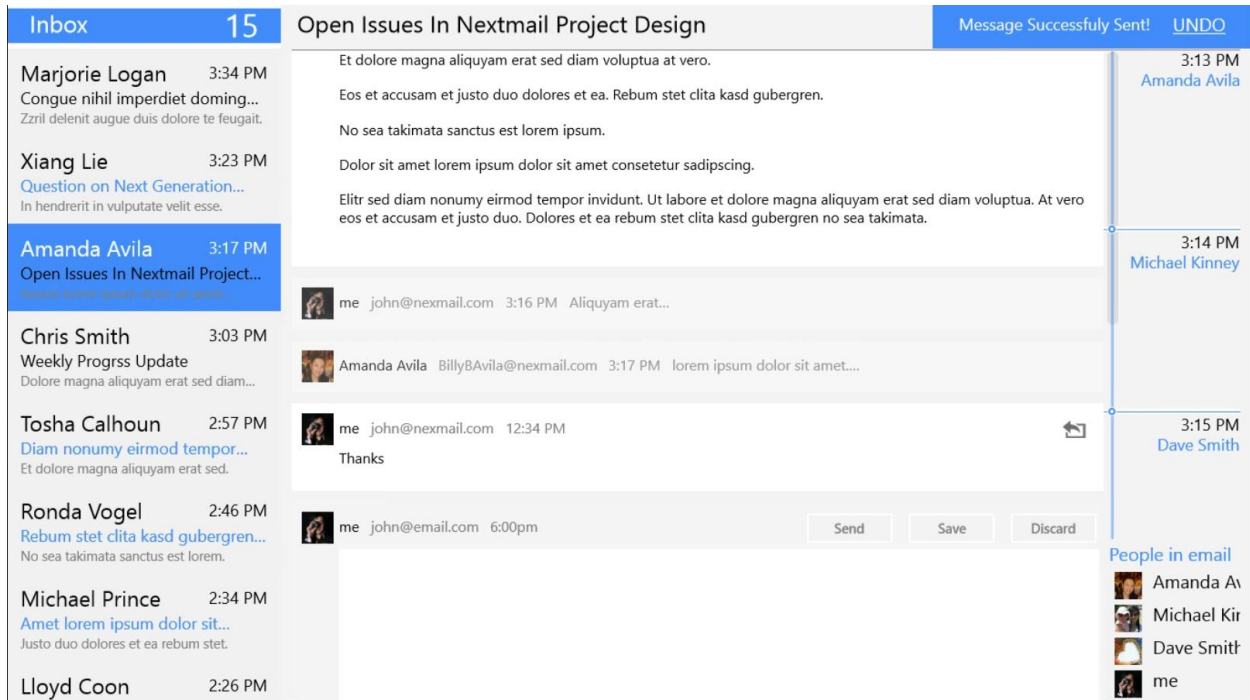 Inbox 15
Marjorie Logan 3:34 PM
Congue nihil imperdiet doming...
Zzril delenit augue duis dolore te feugait.
Xiang Lie 3:23 PM
Question on Next Generation...
In hendrerit in vulputate velit esse.
Amanda Avila 3:17 PM
Open Issues In Nextmail Project...
Chris Smith 3:03 PM
Weekly Progrss Update
Dolore magna aliquyam erat sed diam...
Tosha Calhoun 2:57 PM
Diam nonumy eirmod tempor...
Et dolore magna aliquyam erat sed.
Ronda Vogel 2:46 PM
Rebum stet clita kasd gubergren...
No sea takimata sanctus est lorem.
Michael Prince 2:34 PM
Amet lorem ipsum dolor sit...
Justo duo dolores et ea rebum stet.
Lloyd Coon 2:26 PM
Open Issues In Nextmail Project Design
Message Successfuly Sent! UNDO
Et dolore magna aliquyam erat sed diam voluptua at vero.
Eos et accusam et justo duo dolores et ea. Rebum stet clita kasd gubergren.
No sea takimata sanctus est lorem ipsum.
Dolor sit amet lorem ipsum dolor sit amet consetetur sadipscing.
Elitr sed diam nonumy eirmod tempor invidunt. Ut labore et dolore magna aliquyam erat sed diam voluptua. At vero
eos et accusam et justo duo. Dolores et ea rebum stet clita kasd gubergren no sea takimata.
me john@nexmail.com 3:16 PM Aliquyam erat...
Amanda Avila BillyBAvila@nexmail.com 3:17 PM lorem ipsum dolor sit amet....
me john@nexmail.com 12:34 PM
Thanks
me john@email.com 6:00pm Send Save Discard
3:13 PM
Amanda Avila
3:14 PM
Michael Kinney
3:15 PM
Dave Smith
People in email
Amanda Av
Michael Kir
Dave Smith
me